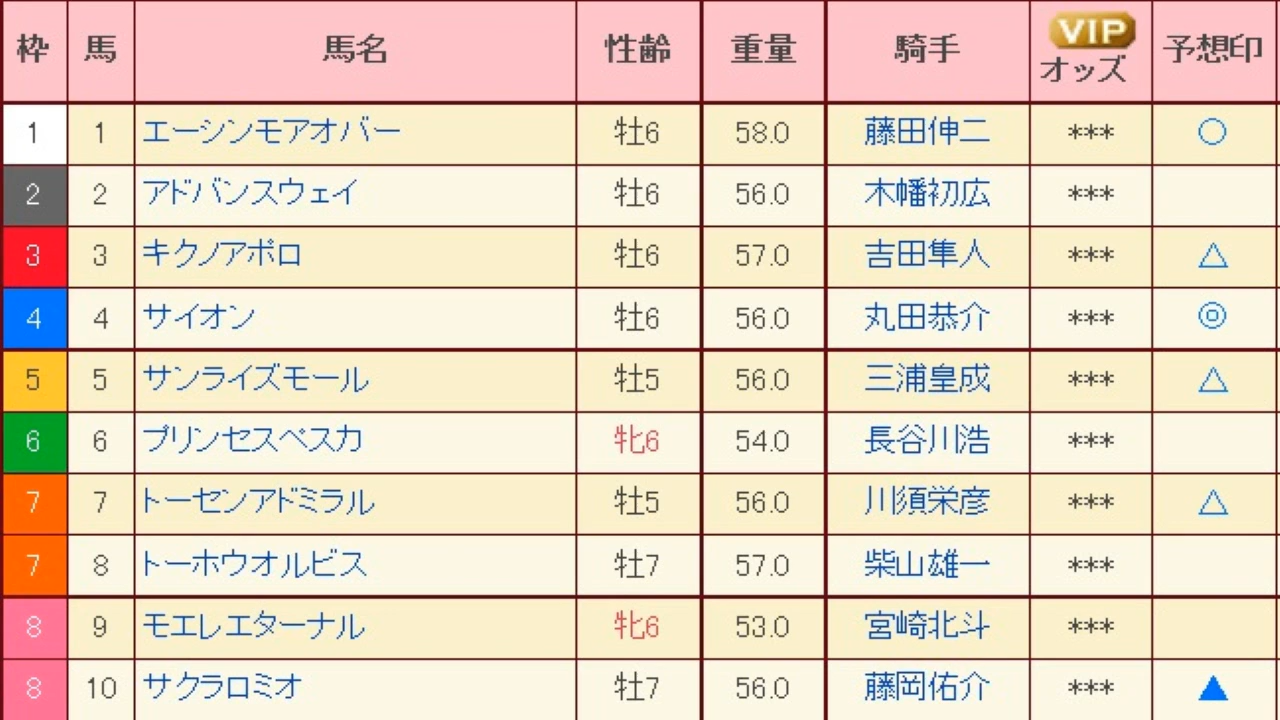 枠 馬 馬名 性齢 重量 騎手 VIP オッズ 予想印
1 1 エーシンモアオバー 牡6 58.0 藤田伸二 *** ○
2 2 アドバンスウェイ 牡6 56.0 木幡初広 ***
3 3 キクノアポロ 牡6 57.0 吉田隼人 *** △
4 4 サイオン 牡6 56.0 丸田恭介 *** ◎
5 5 サンライズモール 牡5 56.0 三浦皇成 *** △
6 6 プリンセスペスカ 牝6 54.0 長谷川浩 ***
7 7 トーセンアドミラル 牡5 56.0 川須栄彦 *** △
7 8 トーホウオルビス 牡7 57.0 柴山雄一 ***
8 9 モエレエターナル 牝6 53.0 宮崎北斗 ***
8 10 サクラロミオ 牡7 56.0 藤岡佑介 *** ▲